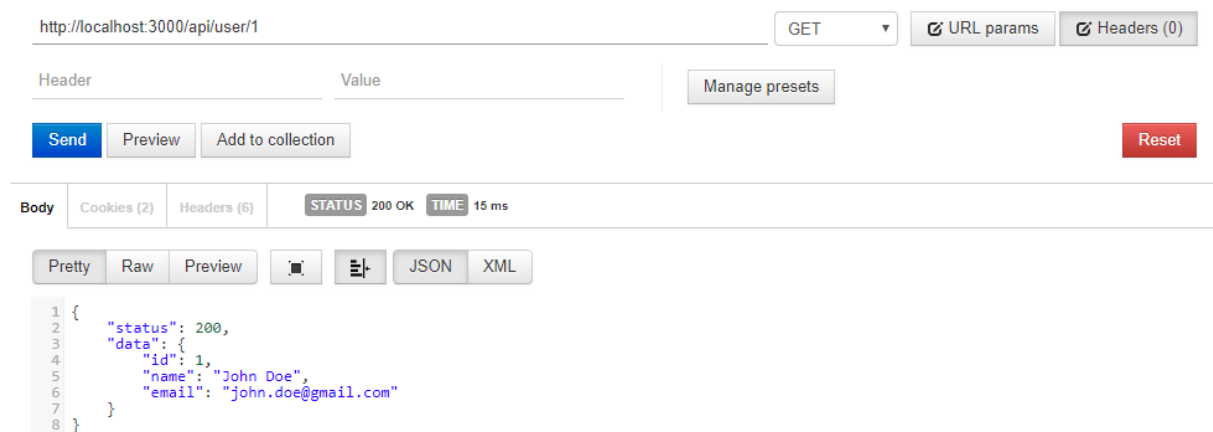 http://localhost:3000/api/user/1 GET URL params Headers (0)
Header Value Manage presets
Send Preview Add to collection Reset
Body Cookies (2) Headers (6) STATUS 200 OK TIME 15 ms
Pretty Raw Preview JSON XML
1 {
2 "status": 200,
3 "data": {
4 "id": 1,
5 "name": "John Doe",
6 "email": "john.doe@gmail.com"
7 }
8 }